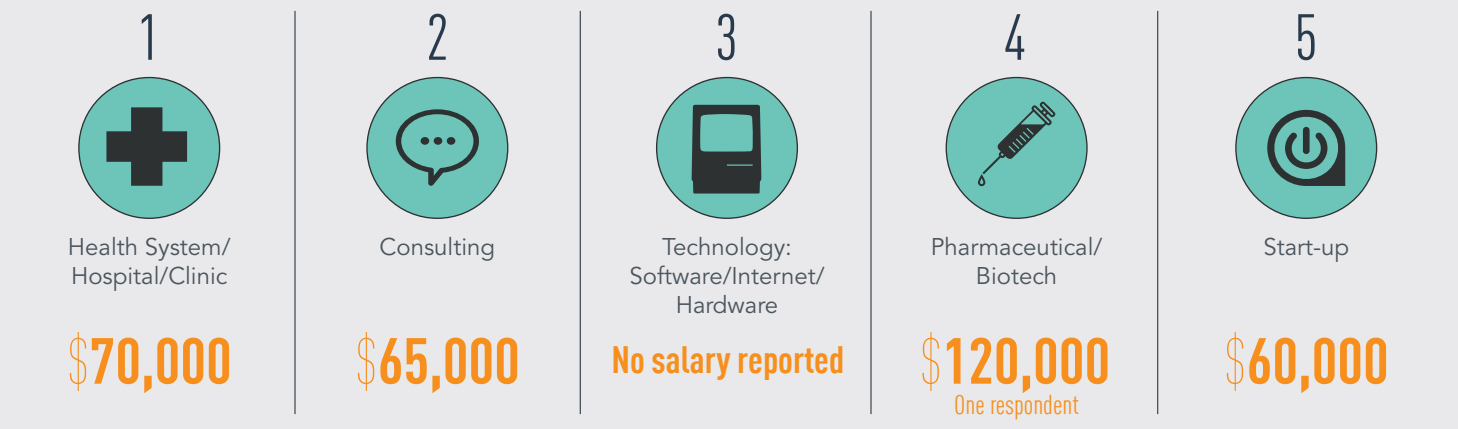 1
Health System/
Hospital/Clinic
$70,000
2
Consulting
$65,000
3
Technology:
Software/Internet/
Hardware
No salary reported
4
Pharmaceutical/
Biotech
$120,000
One respondent
5
Start-up
$60,000